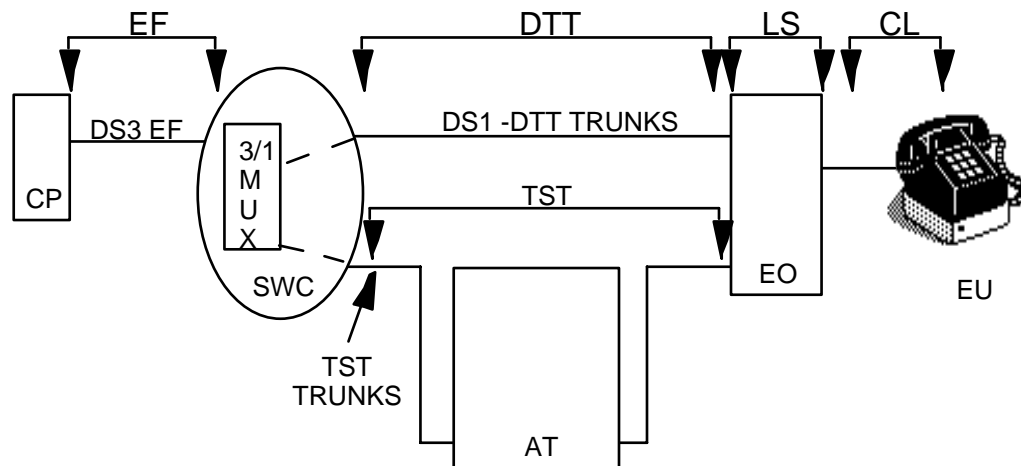 EF
DTT
LS
CL
DS3 EF
DS1 -DTT TRUNKS
3/1
M
U
X
CP
SWC
TST
EO
EU
TST
TRUNKS
AT